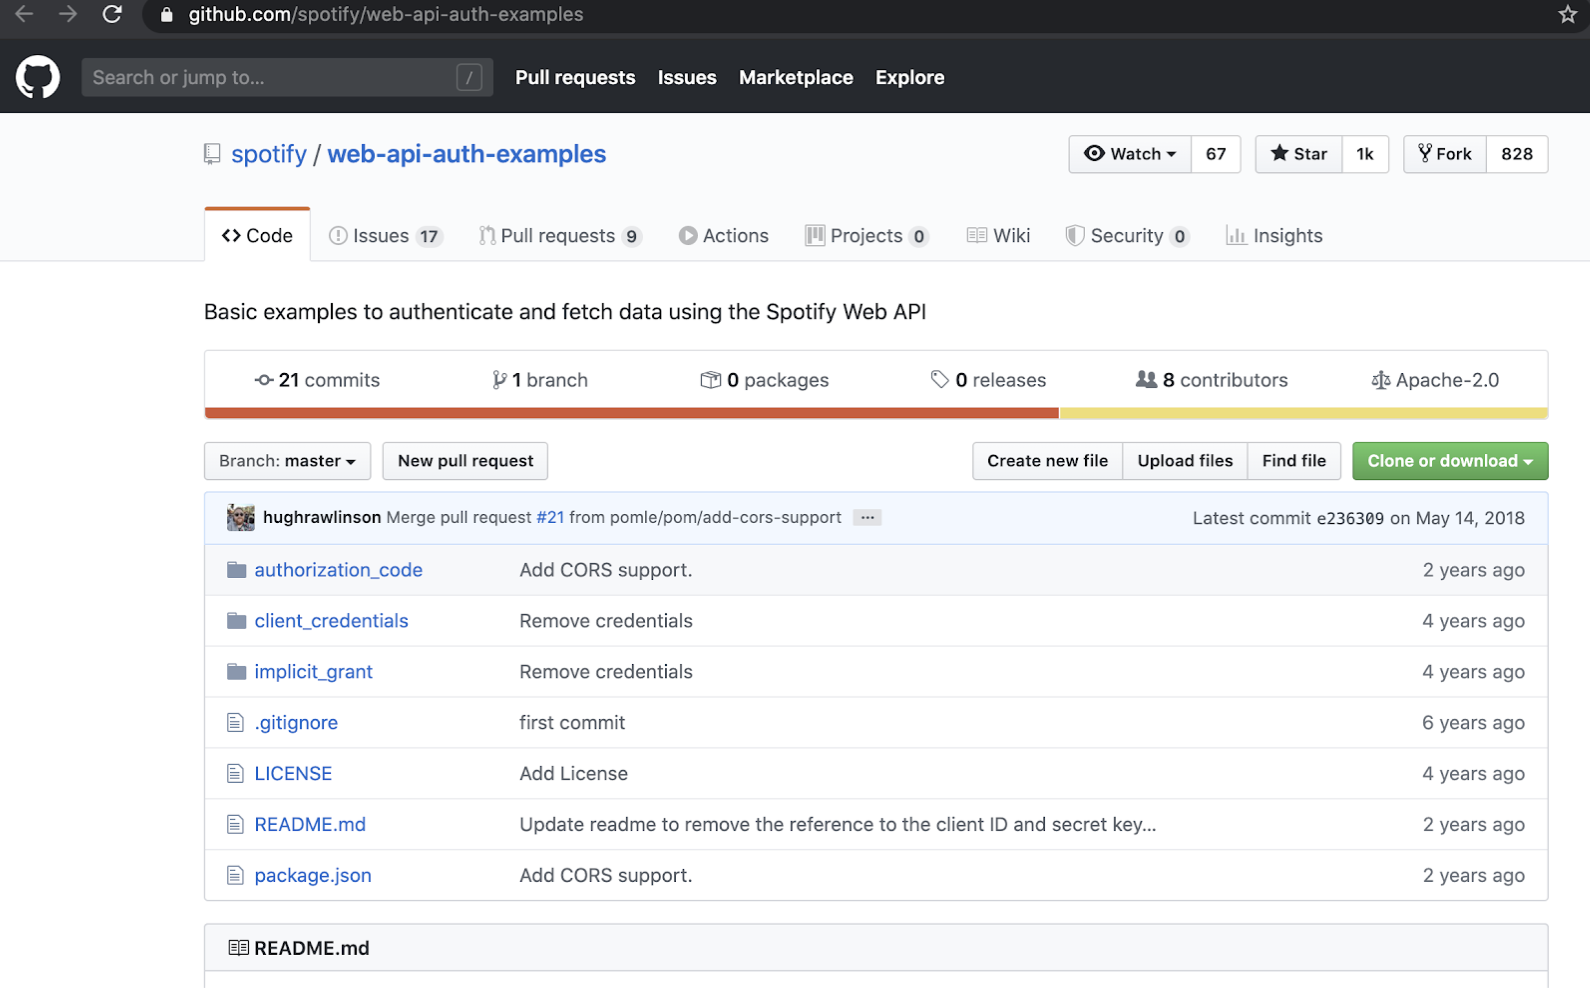 github.com/spotify/web-api-auth-examples
Search or jump to... / Pull requests Issues Marketplace Explore
spotify / web-api-auth-examples Watch 67 Star 1k Fork 828
Code Issues 17 Pull requests 9 Actions Projects 0 Wiki Security 0 Insights
Basic examples to authenticate and fetch data using the Spotify Web API
21 commits 1 branch 0 packages 0 releases 8 contributors Apache-2.0
Branch: master New pull request Create new file Upload files Find file Clone or download
hughrawlinson Merge pull request #21 from pomle/pom/add-cors-support ... Latest commit e236309 on May 14, 2018
authorization_code Add CORS support. 2 years ago
client_credentials Remove credentials 4 years ago
implicit_grant Remove credentials 4 years ago
.gitignore first commit 6 years ago
LICENSE Add License 4 years ago
README.md Update readme to remove the reference to the client ID and secret key... 2 years ago
package.json Add CORS support. 2 years ago
README.md